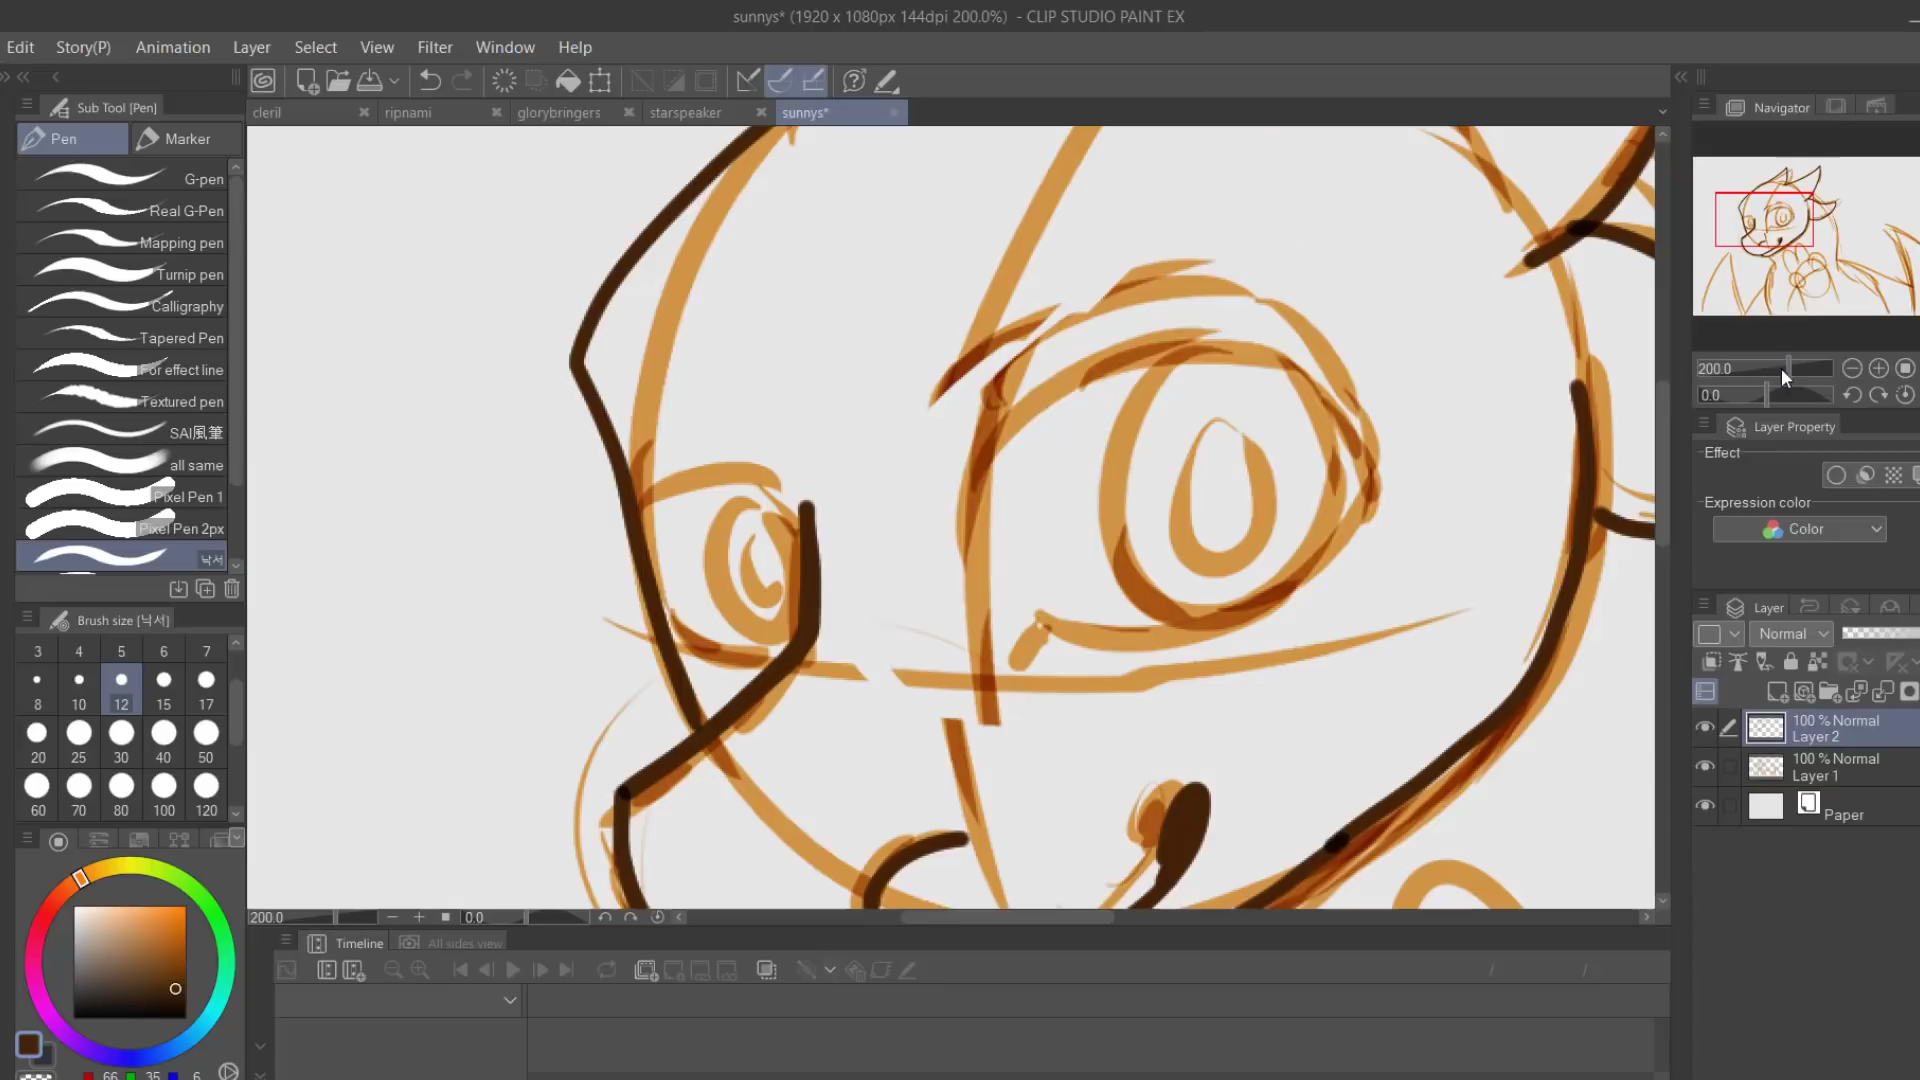 sunnys* (1920 x 1080px 144dpi 200.0%) - CLIP STUDIO PAINT EX
Edit Story(P) Animation Layer Select View Filter Window Help
Sub Tool [Pen]
Pen Marker
G-pen
Real G-Pen
Mapping pen
Turnip pen
Calligraphy
Tapered Pen
For effect line
Textured pen
SAI風筆
all same
Pixel Pen 1
Pixel Pen 2px
낙서
Brush size [낙서]
3 4 5 6 7
8 10 12 15 17
20 25 30 40 50
60 70 80 100 120
66 35 6
cleril ripnami glorybringers starspeaker sunnys*
200.0 0.0
Timeline All sides view
Navigator
200.0
0.0
Layer Property
Effect
Expression color
Color
Layer
Normal
100 % Normal
Layer 2
100 % Normal
Layer 1
Paper